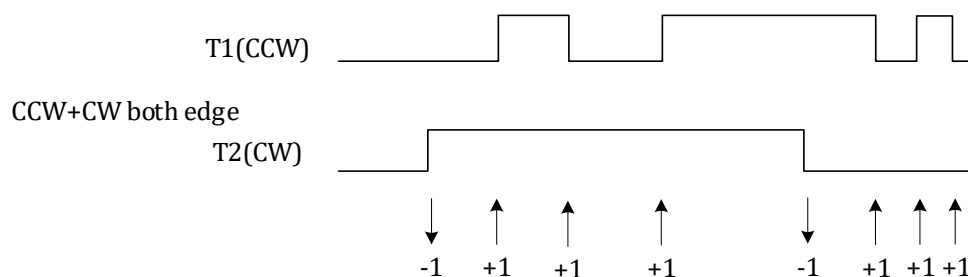 T1(CCW)
CCW+CW both edge
T2(CW)
-1 +1 +1 +1 -1 +1 +1 +1